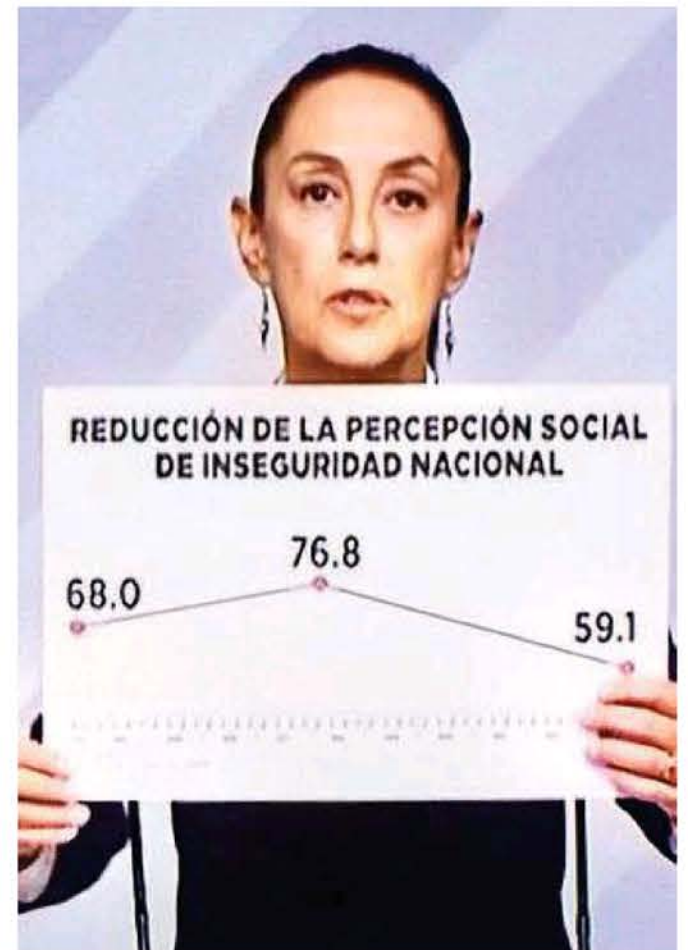 REDUCCIÓN DE LA PERCEPCIÓN SOCIAL
DE INSEGURIDAD NACIONAL
76.8
68.0
59.1